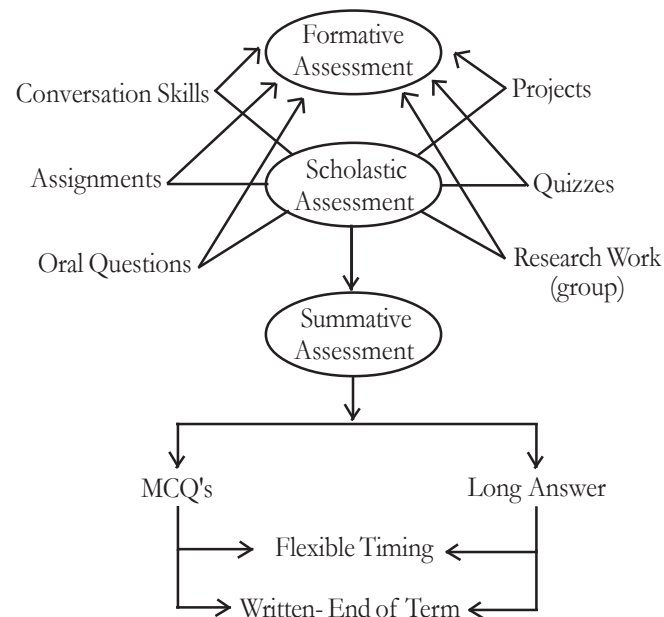 Formative
Assessment
Conversation Skills
Projects
Assignments
Scholastic
Assessment
Quizzes
Oral Questions
Research Work
(group)
Summative
Assessment
MCQ's
Long Answer
Flexible Timing
Written- End of Term